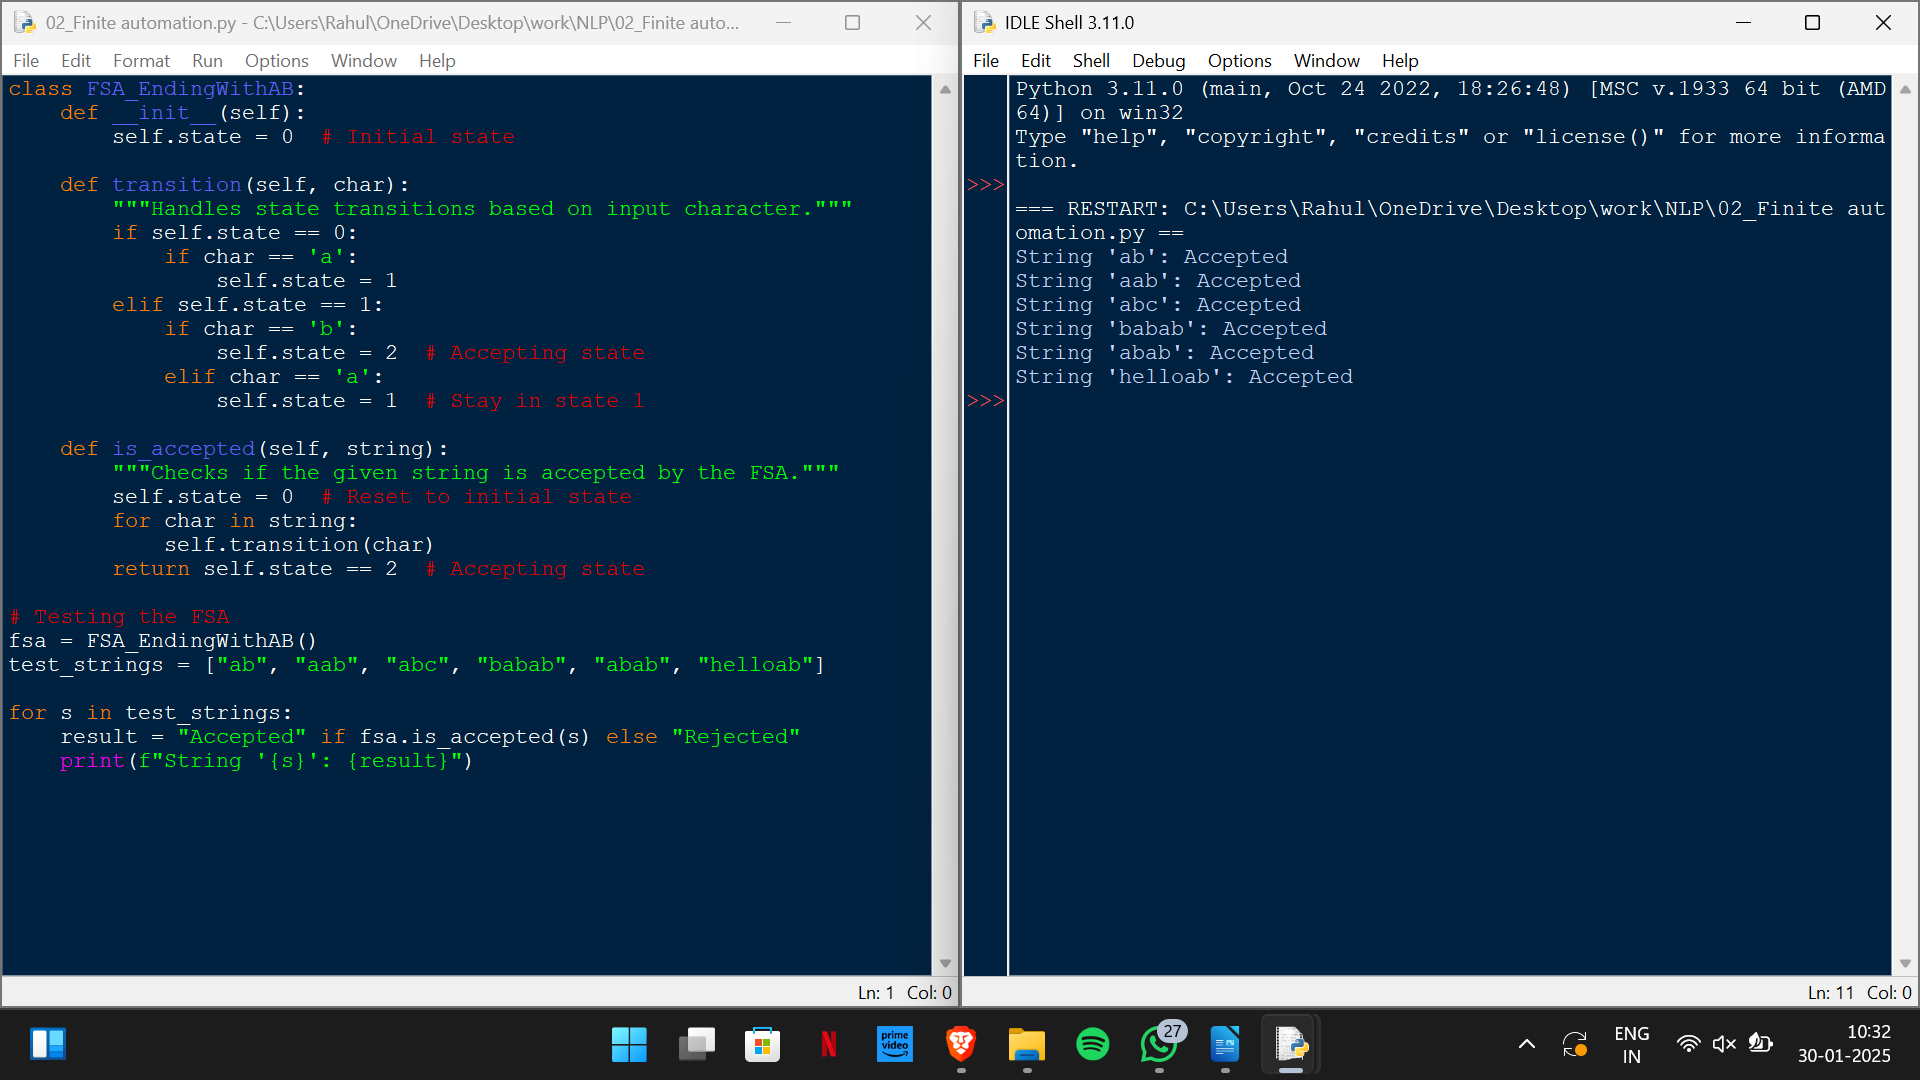 02_Finite automation.py - C:\Users\Rahul\OneDrive\Desktop\work\NLP\02_Finite auto...
File Edit Format Run Options Window Help
class FSA_EndingWithAB:
    def __init__(self):
        self.state = 0  # Initial state

    def transition(self, char):
        """Handles state transitions based on input character."""
        if self.state == 0:
            if char == 'a':
                self.state = 1
        elif self.state == 1:
            if char == 'b':
                self.state = 2  # Accepting state
            elif char == 'a':
                self.state = 1  # Stay in state 1

    def is_accepted(self, string):
        """Checks if the given string is accepted by the FSA."""
        self.state = 0  # Reset to initial state
        for char in string:
            self.transition(char)
        return self.state == 2  # Accepting state

# Testing the FSA
fsa = FSA_EndingWithAB()
test_strings = ["ab", "aab", "abc", "babab", "abab", "helloab"]

for s in test_strings:
    result = "Accepted" if fsa.is_accepted(s) else "Rejected"
    print(f"String '{s}': {result}")
Ln: 1 Col: 0
IDLE Shell 3.11.0
File Edit Shell Debug Options Window Help
Python 3.11.0 (main, Oct 24 2022, 18:26:48) [MSC v.1933 64 bit (AMD
64)] on win32
Type "help", "copyright", "credits" or "license()" for more informa
tion.
>>>
=== RESTART: C:\Users\Rahul\OneDrive\Desktop\work\NLP\02_Finite aut
omation.py ==
String 'ab': Accepted
String 'aab': Accepted
String 'abc': Accepted
String 'babab': Accepted
String 'abab': Accepted
String 'helloab': Accepted
>>>
Ln: 11 Col: 0
prime
video
27
ENG
IN
10:32
30-01-2025